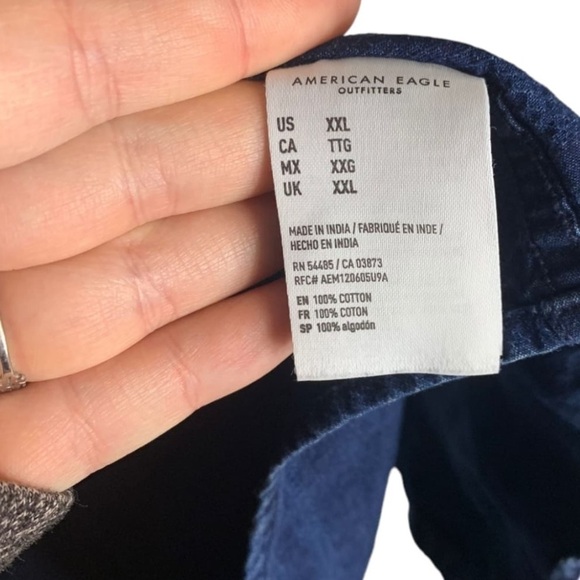 AMERICAN EAGLE
OUTFITTERS
US XXL
CA TTG
MX XXG
UK XXL
MADE IN INDIA / FABRIQUÉ EN INDE /
HECHO EN INDIA
RN 54485 / CA 03873
RFC# AEM120605U9A
EN 100% COTTON
FR 100% COTON
SP 100% algodón